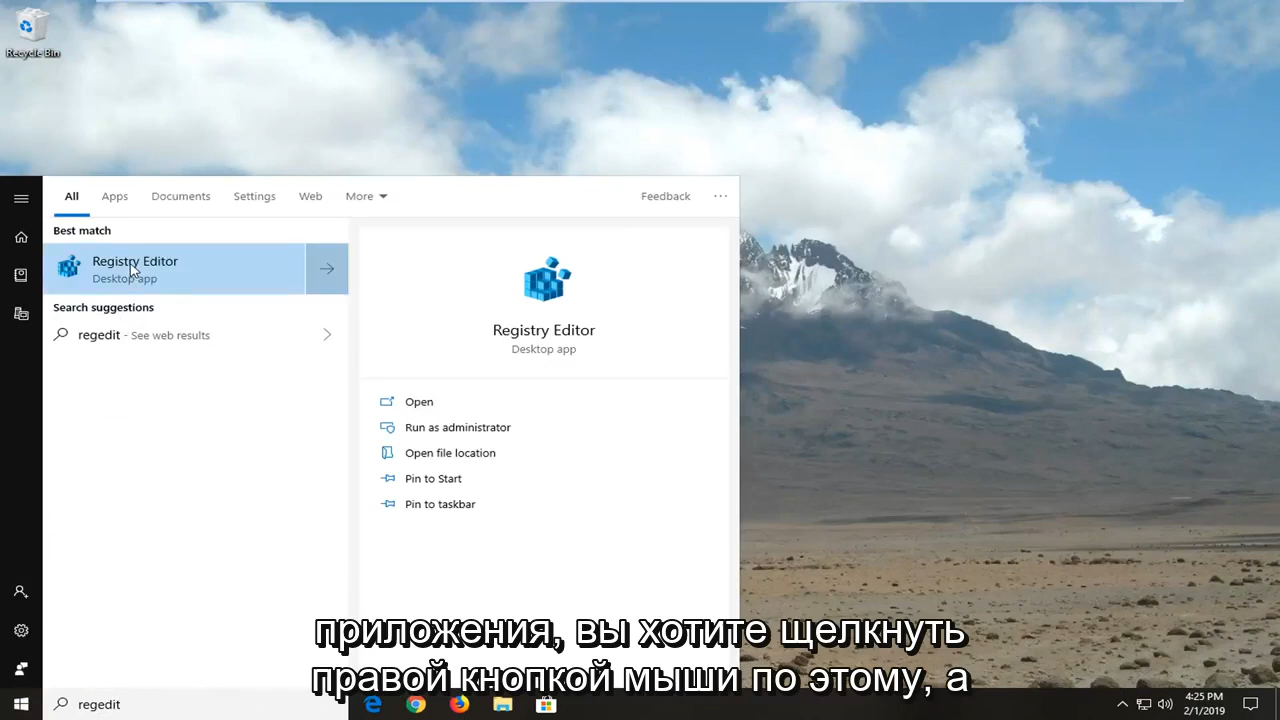 Recycle Bin
All Apps Documents Settings Web More Feedback ...
Best match
Registry Editor
Desktop app
Search suggestions
regedit - See web results
Registry Editor
Desktop app
Open
Run as administrator
Open file location
Pin to Start
Pin to taskbar
приложения, вы хотите щелкнуть
правой кнопкой мыши по этому, а
regedit
4:25 PM
2/1/2019